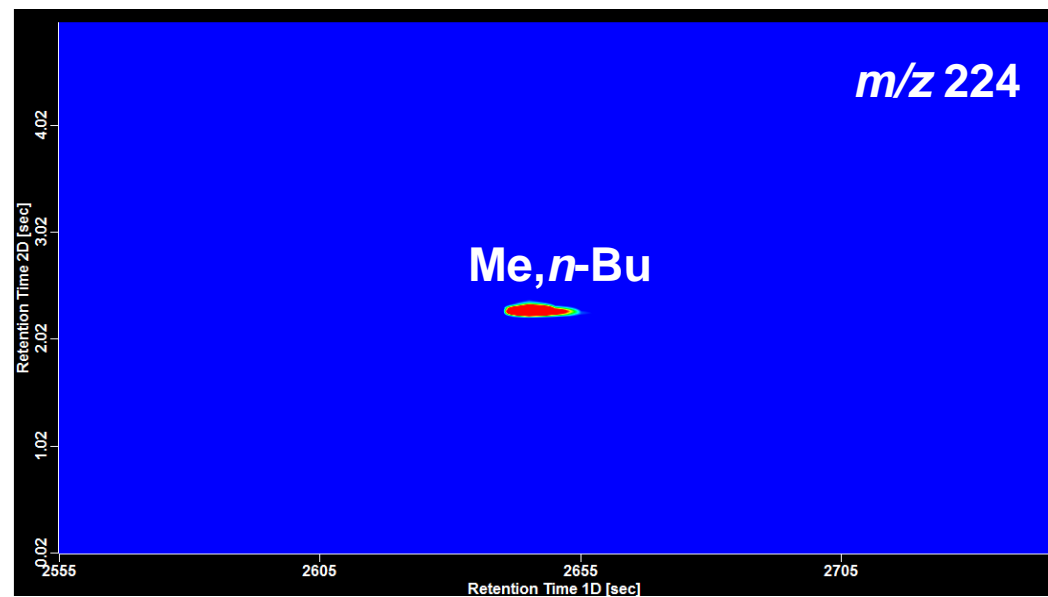 m/z 224
4.02
3.02
Me,n-Bu
2.02
1.02
0.02
Retention Time 2D [sec]
2555
2605
2655
2705
Retention Time 1D [sec]